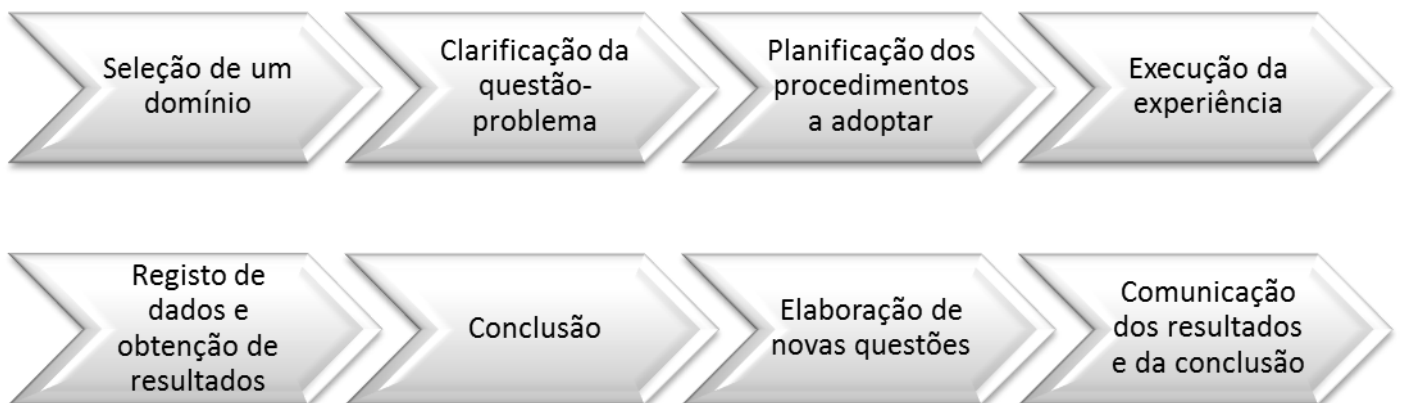 Seleção de um
domínio
Clarificação da
questão-
problema
Planificação dos
procedimentos
a adoptar
Execução da
experiência
Registo de
dados e
obtenção de
resultados
Conclusão
Elaboração de
novas questões
Comunicação
dos resultados
e da conclusão